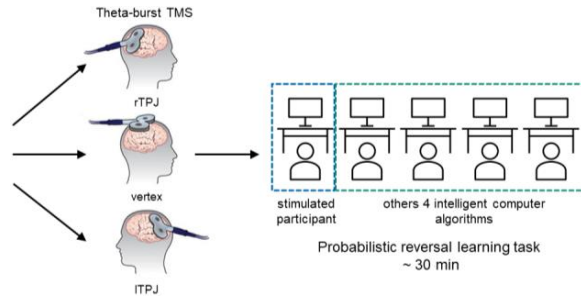 Theta-burst TMS
rTPJ
vertex
lTPJ
stimulated
participant
others 4 intelligent computer
algorithms
Probabilistic reversal learning task
~ 30 min